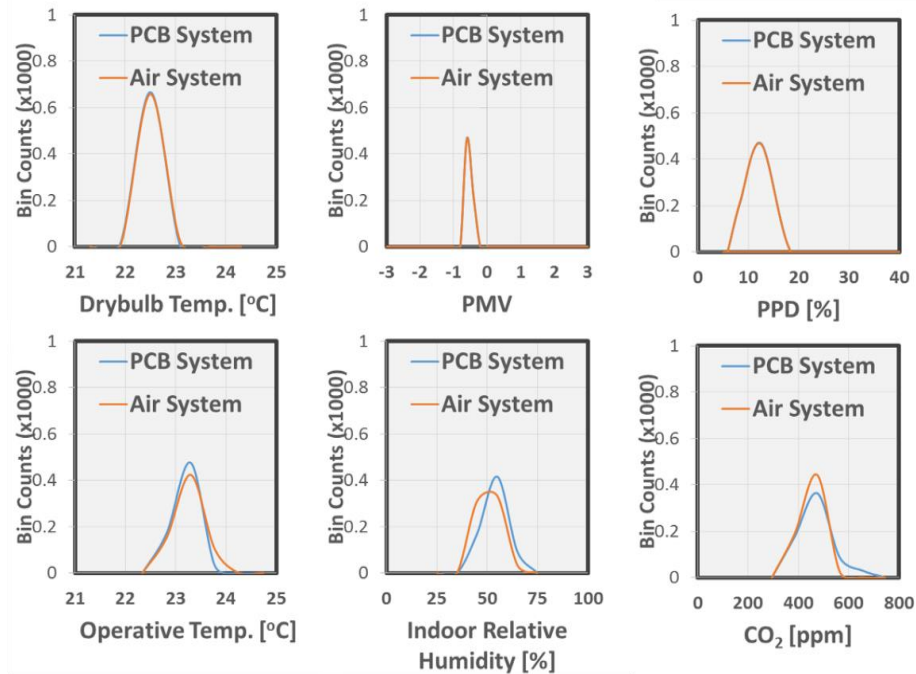 Bin Counts (x1000)
1
0.8
0.6
0.4
0.2
0
PCB System
Air System
21 22 23 24 25
Drybulb Temp. [°C]
Bin Counts (x1000)
1
0.8
0.6
0.4
0.2
0
PCB System
Air System
-3 -2 -1 0 1 2 3
PMV
Bin Counts (x1000)
1
0.8
0.6
0.4
0.2
0
PCB System
Air System
0 10 20 30 40
PPD [%]
Bin Counts (x1000)
1
0.8
0.6
0.4
0.2
0
PCB System
Air System
21 22 23 24 25
Operative Temp. [°C]
Bin Counts (x1000)
1
0.8
0.6
0.4
0.2
0
PCB System
Air System
0 25 50 75 100
Indoor Relative
Humidity [%]
Bin Counts (x1000)
1
0.8
0.6
0.4
0.2
0
PCB System
Air System
0 200 400 600 800
CO₂ [ppm]